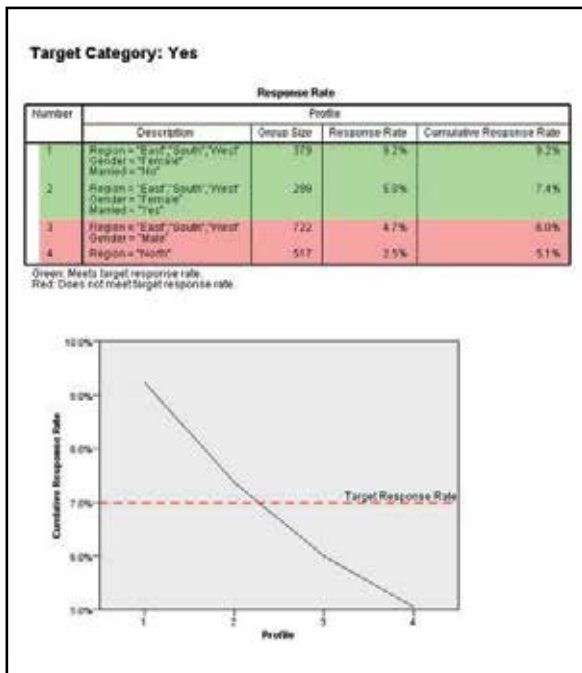 Target Category: Yes
Response Rate
Number Profile
Description Group Size Response Rate Cumulative Response Rate
1 Region = "East","South","West" 379 9.2% 9.2%
Gender = "Female"
Married = "No"
2 Region = "East","South","West" 5.0% 7.4%
Gender = "Female"
Married = "Yes"
3 Region = "East","South","West" 722 4.7% 6.0%
Gender = "Male"
4 Region = "North" 517 2.5% 5.1%
Green: Meets target response rate.
Red: Does not meet target response rate.
10.0%
9.0%
8.0%
7.0%
6.0%
5.0%
Cumulative Response Rate
Target Response Rate
1 2 3 4
Profile